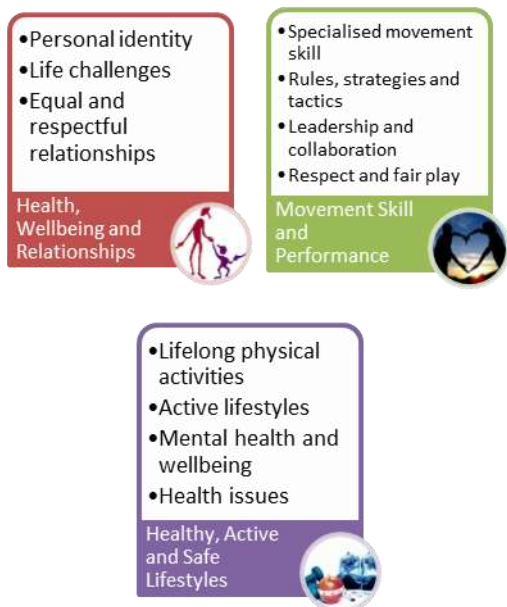 •Personal identity
•Life challenges
•Equal and
respectful
relationships
Health,
Wellbeing and
Relationships
•Specialised movement
skill
•Rules, strategies and
tactics
•Leadership and
collaboration
•Respect and fair play
Movement Skill
and
Performance
•Lifelong physical
activities
•Active lifestyles
•Mental health and
wellbeing
•Health issues
Healthy, Active
and Safe
Lifestyles